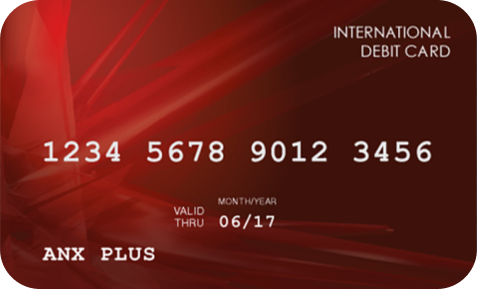 INTERNATIONAL
DEBIT CARD
1234 5678 9012 3456
MONTH/YEAR
VALID
THRU 06/17
ANX PLUS